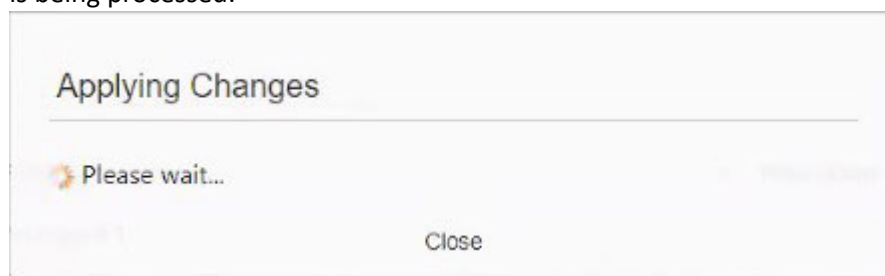 is being processed.
Applying Changes
Please wait...
Close